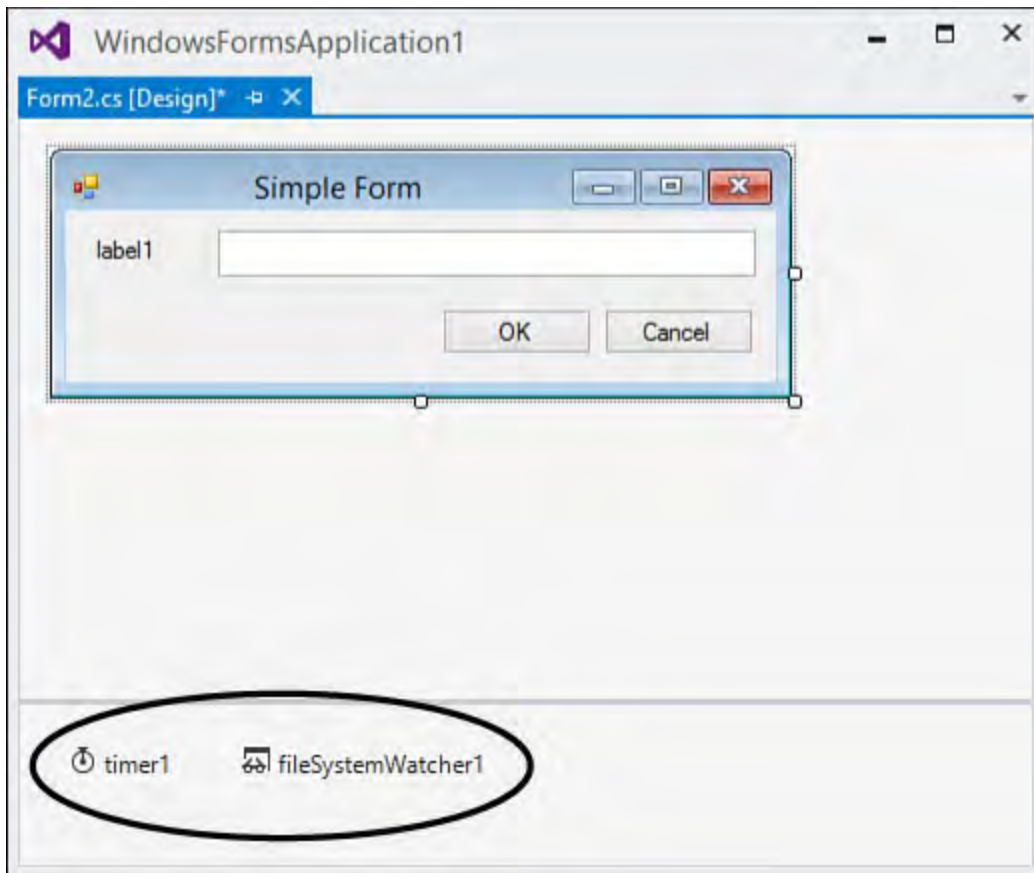 WindowsFormsApplication1
Form2.cs [Design]*
Simple Form
label1
OK Cancel
timer1 fileSystemWatcher1